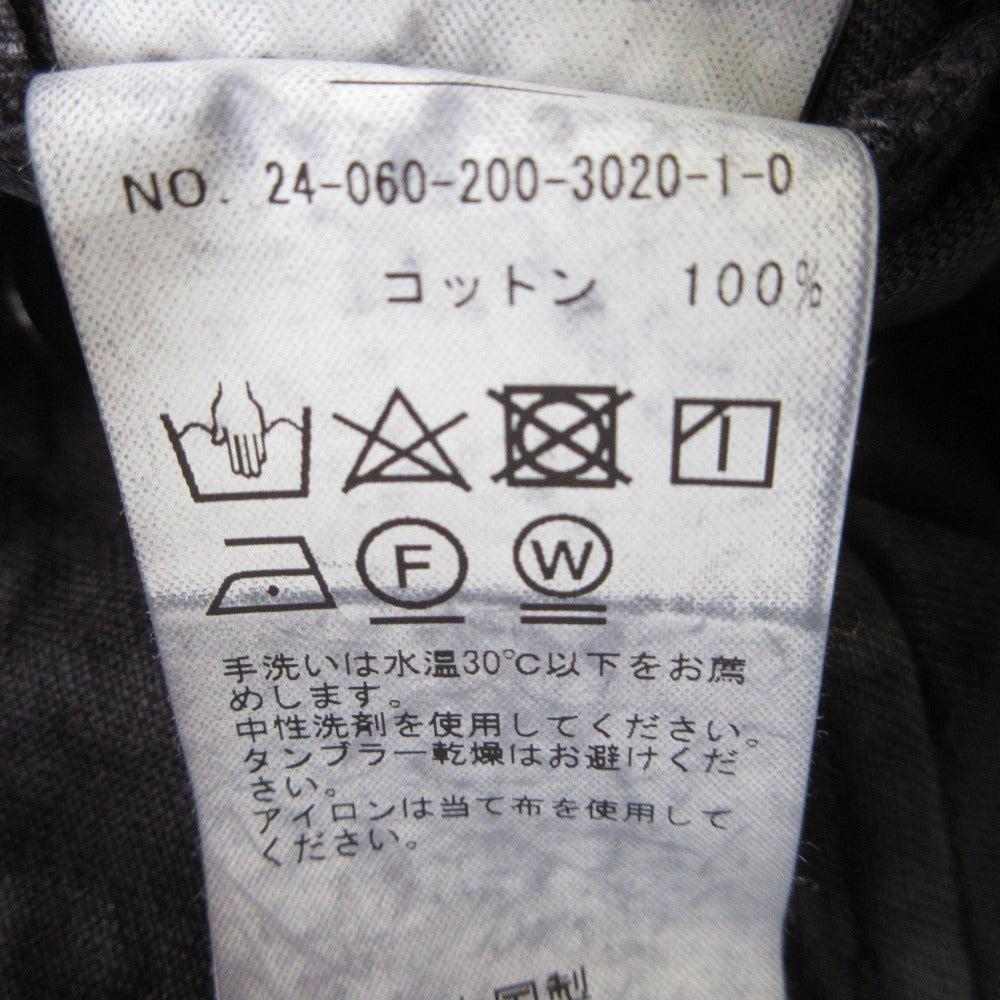 NO. 24-060-200-3020-1-0
コットン 100%
F W
手洗いは水温30℃以下をお薦
めします。
中性洗剤を使用してください。
タンブラー乾燥はお避けくだ
さい。
アイロンは当て布を使用して
ください。
国製